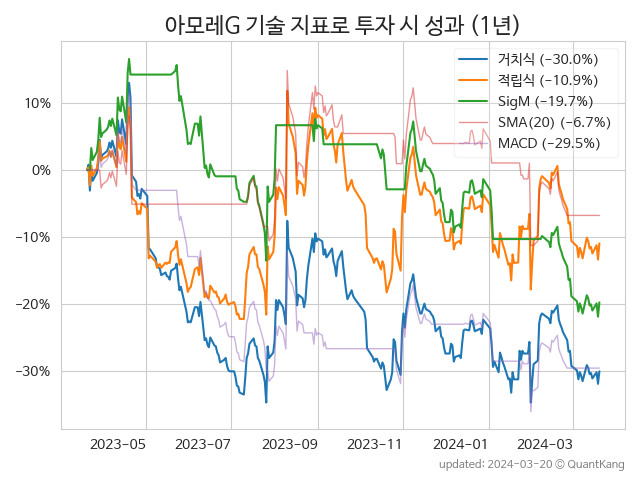 아모레G 기술 지표로 투자 시 성과 (1년)
거치식 (−30.0%)
적립식 (−10.9%)
SigM (−19.7%)
SMA(20) (−6.7%)
MACD (−29.5%)
10%
0%
−10%
−20%
−30%
2023−05 2023−07 2023−09 2023−11 2024−01 2024−03
updated: 2024-03-20 © QuantKang